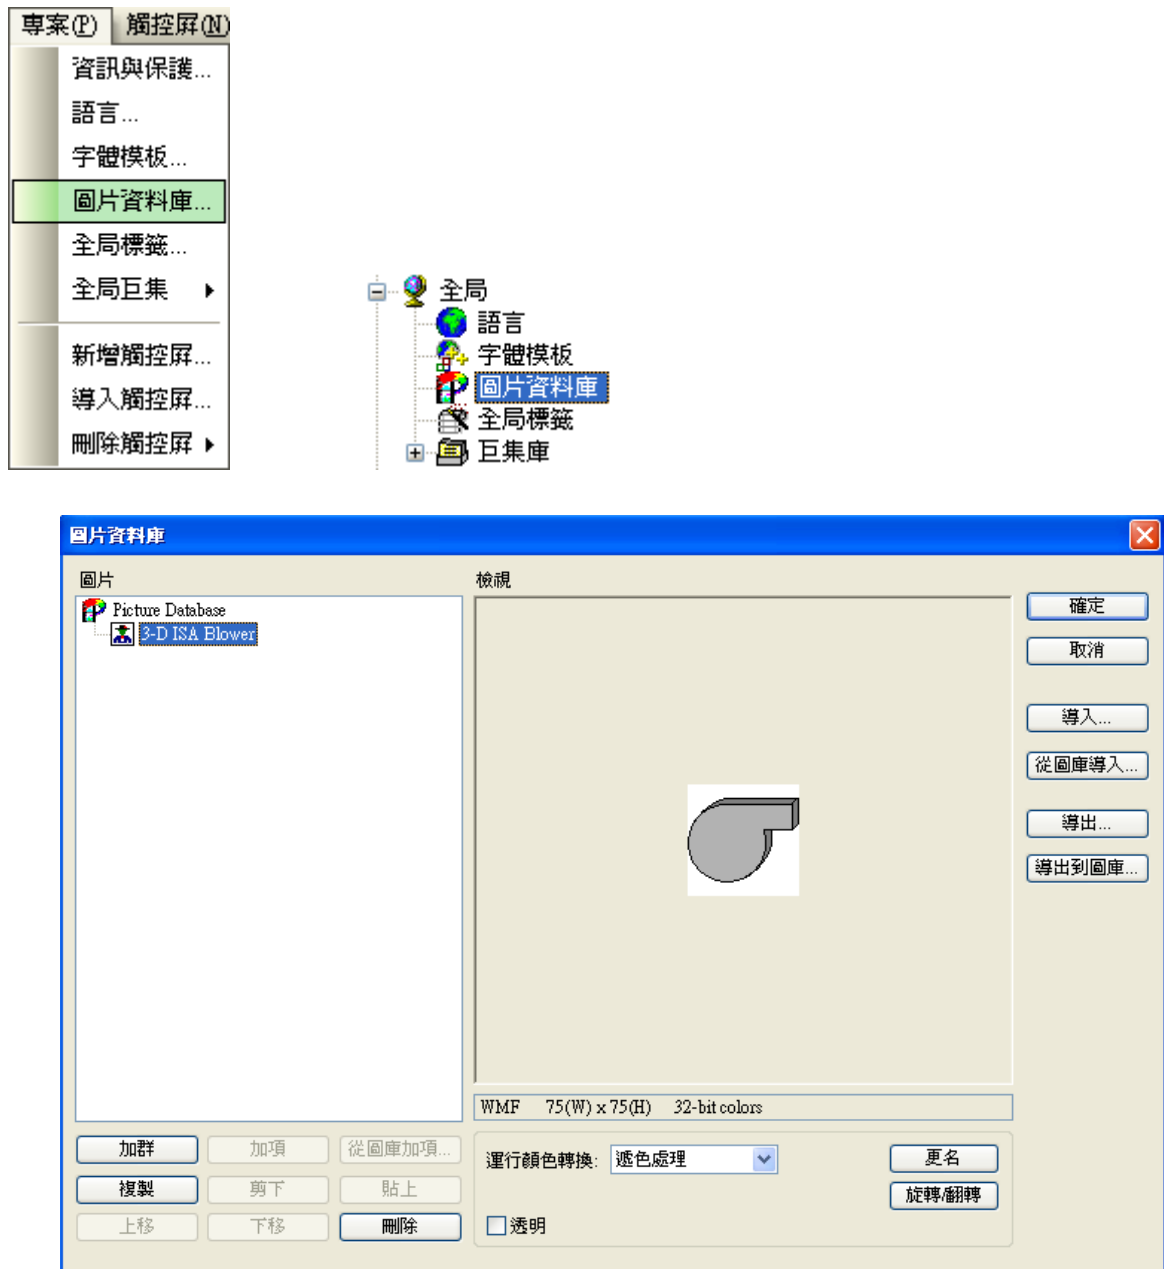 專案(P) 觸控屏(N)
資訊與保護...
語言...
字體模板...
圖片資料庫...
全局標籤...
全局巨集
新增觸控屏...
導入觸控屏...
刪除觸控屏
全局
語言
字體模板
圖片資料庫
全局標籤
巨集庫
圖片資料庫
圖片
Picture Database
3-D ISA Blower
檢視
WMF 75(W) x 75(H) 32-bit colors
確定
取消
導入...
從圖庫導入...
導出...
導出到圖庫...
加群 加項 從圖庫加項...
複製 剪下 貼上
上移 下移 刪除
運行顏色轉換: 遞色處理 更名
旋轉/翻轉
透明